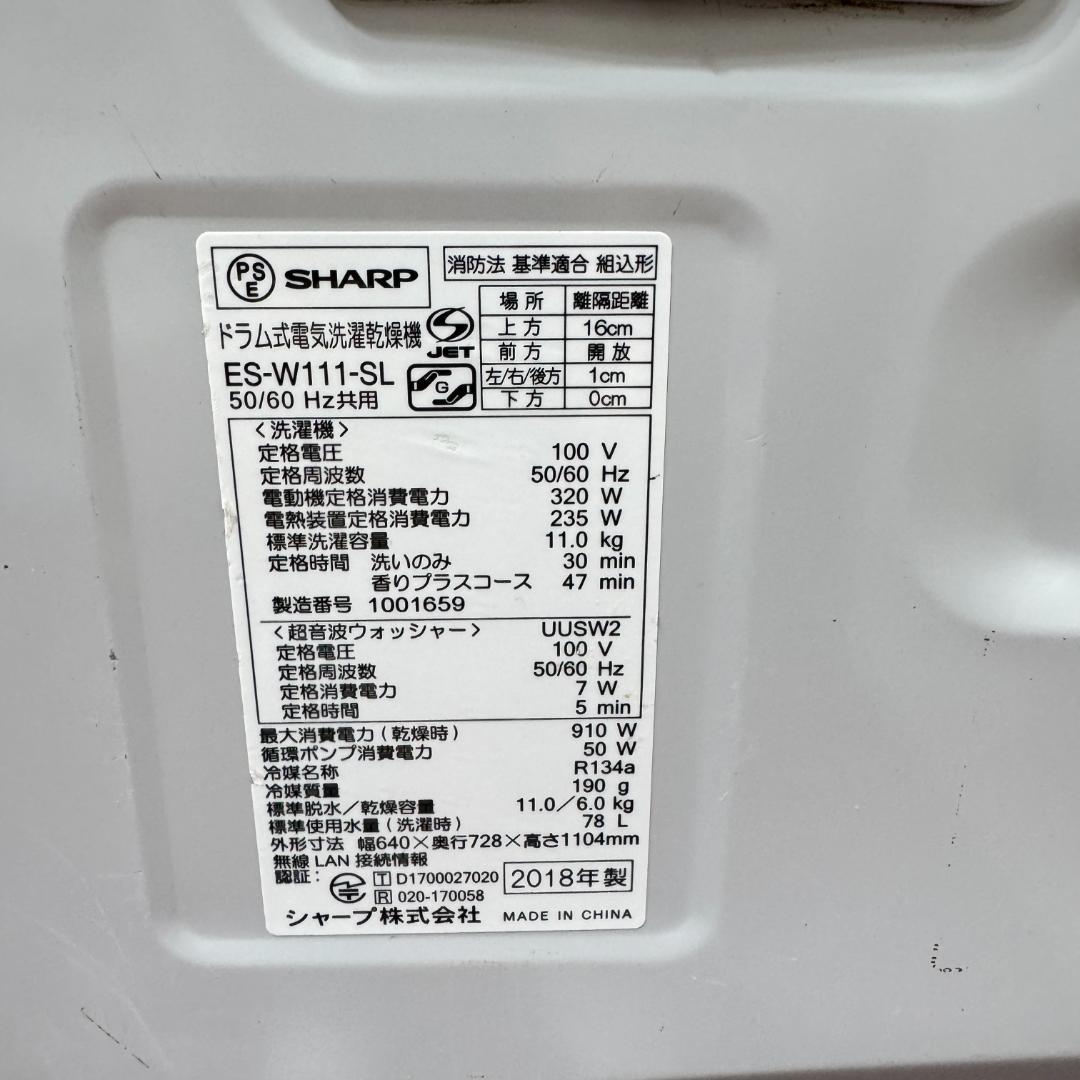 PSE SHARP
消防法 基準適合 組込形
場所 離隔距離
上方 16cm
前方 開放
左/右/後方 1cm
下方 0cm
ドラム式電気洗濯乾燥機
S JET
ES-W111-SL
G
50/60 Hz共用
〈洗濯機〉
定格電圧 100 V
定格周波数 50/60 Hz
電動機定格消費電力 320 W
電熱装置定格消費電力 235 W
標準洗濯容量 11.0 kg
定格時間 洗いのみ 30 min
香りプラスコース 47 min
製造番号 1001659
〈超音波ウォッシャー〉 UUSW2
定格電圧 100 V
定格周波数 50/60 Hz
定格消費電力 7 W
定格時間 5 min
最大消費電力(乾燥時) 910 W
循環ポンプ消費電力 50 W
冷媒名称 R134a
冷媒質量 190 g
標準脱水/乾燥容量 11.0/6.0 kg
標準使用水量(洗濯時) 78 L
外形寸法 幅640×奥行728×高さ1104mm
無線LAN 接続情報
認証: T D1700027020
R 020-170058
2018年製
シャープ株式会社 MADE IN CHINA